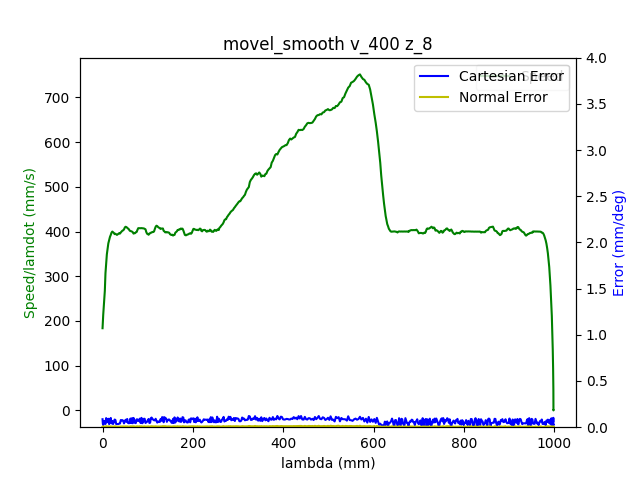 movel_smooth v_400 z_8
Cartesian Error
Normal Error
Speed/lamdot (mm/s)
700
600
500
400
300
200
100
0
4.0
3.5
3.0
2.5
2.0
1.5
1.0
0.5
0.0
Error (mm/deg)
0 200 400 600 800 1000
lambda (mm)